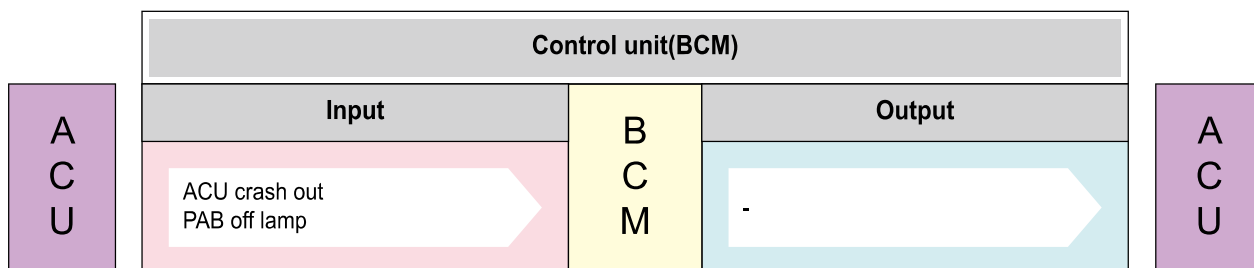 Control unit(BCM)
Input
Output
A
C
U
ACU crash out
PAB off lamp
B
C
M
-
A
C
U